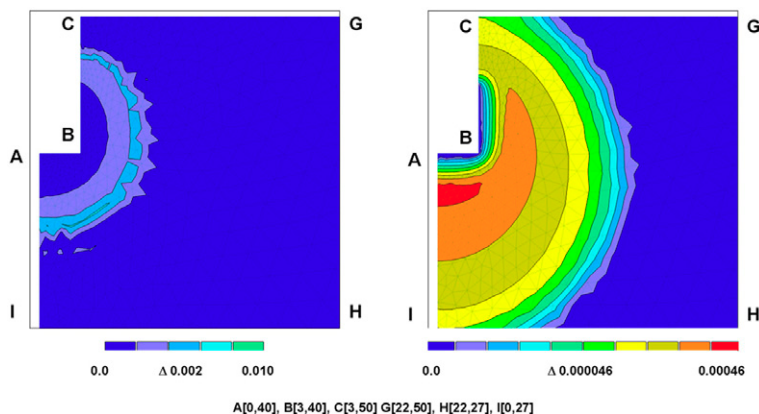 C G C G
B B
A A
I H I H
0.0 Δ 0.002 0.010 0.0 Δ 0.000046 0.00046
A[0,40], B[3,40], C[3,50] G[22,50], H[22,27], I[0,27]